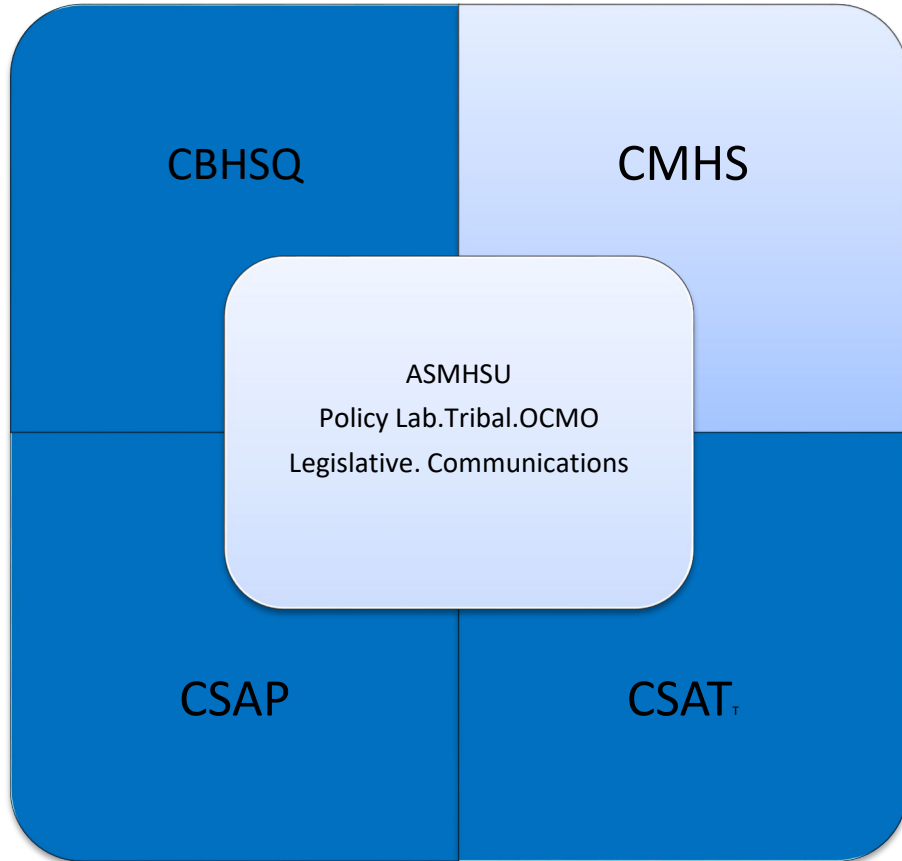 CBHSQ
CMHS
ASMHSU
Policy Lab.Tribal.OCMO
Legislative. Communications
CSAP
CSAT T